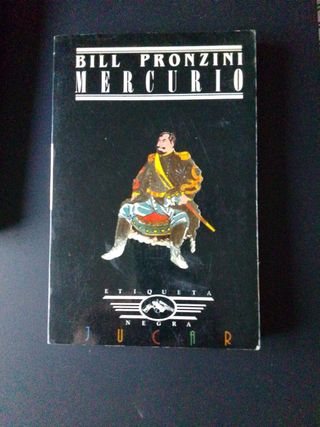 BILL PRONZINI
MERCURIO
ETIQUETA
NEGRA
JUCAR